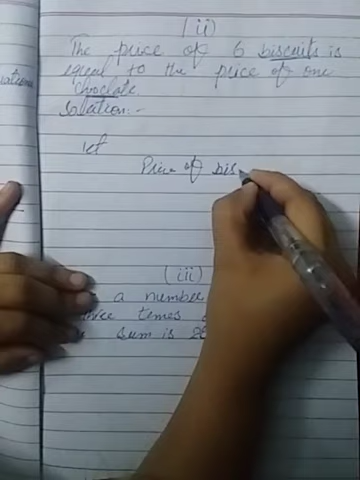 (ii)
The price of 6 biscuits is
equal to the price of one
choclate
Solution:-
let
Price of bis
(iii)
a number
times
sum is